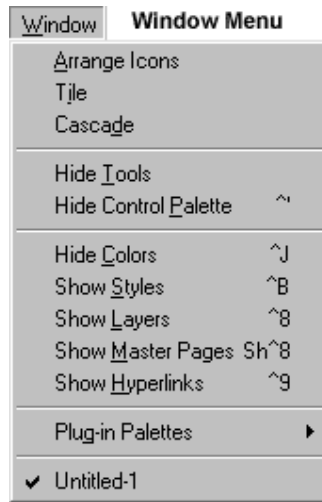 Window Window Menu
Arrange Icons
Tile
Cascade
Hide Tools
Hide Control Palette ^'
Hide Colors ^J
Show Styles ^B
Show Layers ^8
Show Master Pages Sh^8
Show Hyperlinks ^9
Plug-in Palettes
Untitled-1